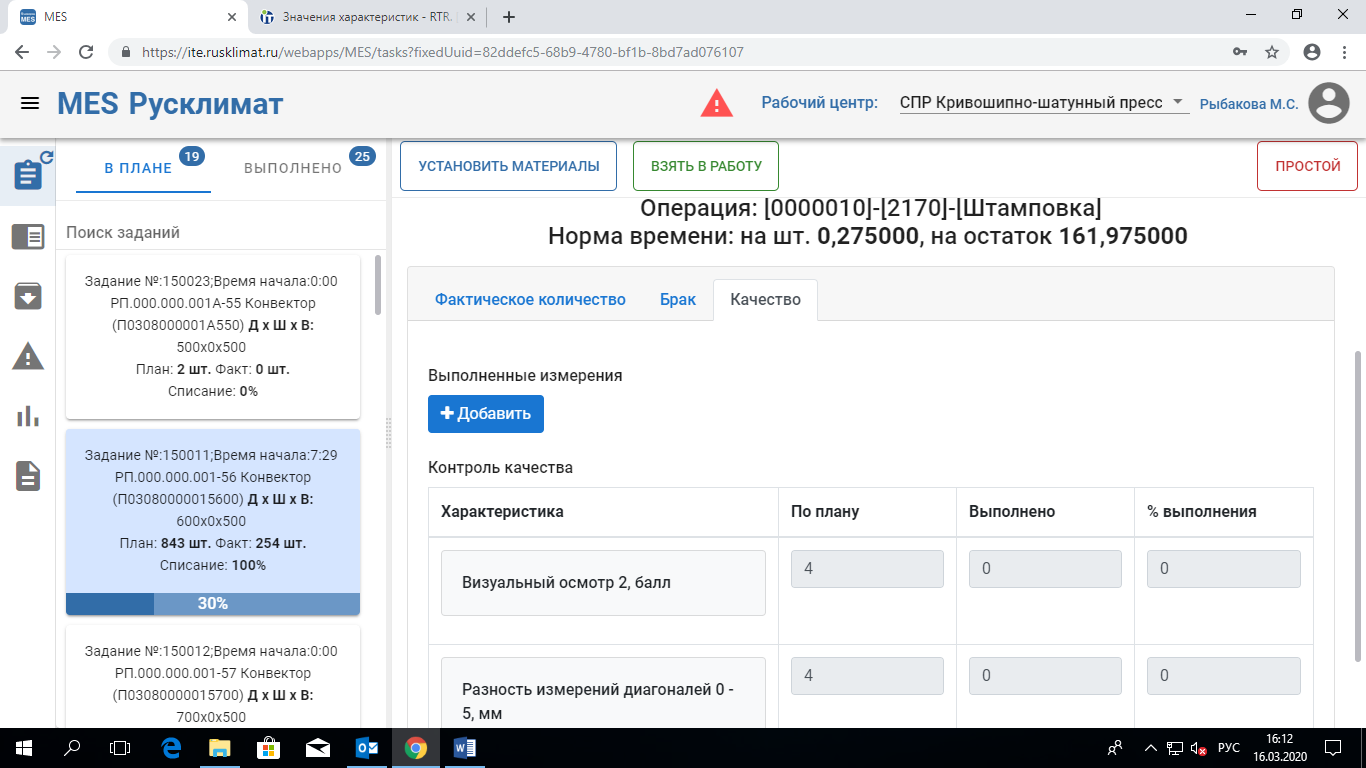 MES
Значения характеристик - RTR.
https://ite.rusklimat.ru/webapps/MES/tasks?fixedUuid=82ddefc5-68b9-4780-bf1b-8bd7ad076107
MES Русклимат
Рабочий центр:
СПР Кривошипно-шатунный пресс
Рыбакова М.С.
В ПЛАНЕ
19
ВЫПОЛНЕНО
25
УСТАНОВИТЬ МАТЕРИАЛЫ
ВЗЯТЬ В РАБОТУ
ПРОСТОЙ
Поиск заданий
Задание №:150023;Время начала:0:00
РП.000.000.001А-55 Конвектор
(П0308000001А550) Д x Ш x В:
500x0x500
План: 2 шт. Факт: 0 шт.
Списание: 0%
Задание №:150011;Время начала:7:29
РП.000.000.001-56 Конвектор
(П03080000015600) Д x Ш x В:
600x0x500
План: 843 шт. Факт: 254 шт.
Списание: 100%
30%
Задание №:150012;Время начала:0:00
РП.000.000.001-57 Конвектор
(П03080000015700) Д x Ш x В:
700x0x500
Операция: [0000010]-[2170]-[Штамповка]
Норма времени: на шт. 0,275000, на остаток 161,975000
Фактическое количество
Брак
Качество
Выполненные измерения
Добавить
Контроль качества
Характеристика
По плану
Выполнено
% выполнения
Визуальный осмотр 2, балл
4
0
0
Разность измерений диагоналей 0 -
5, мм
4
0
0
РУС
16:12
16.03.2020